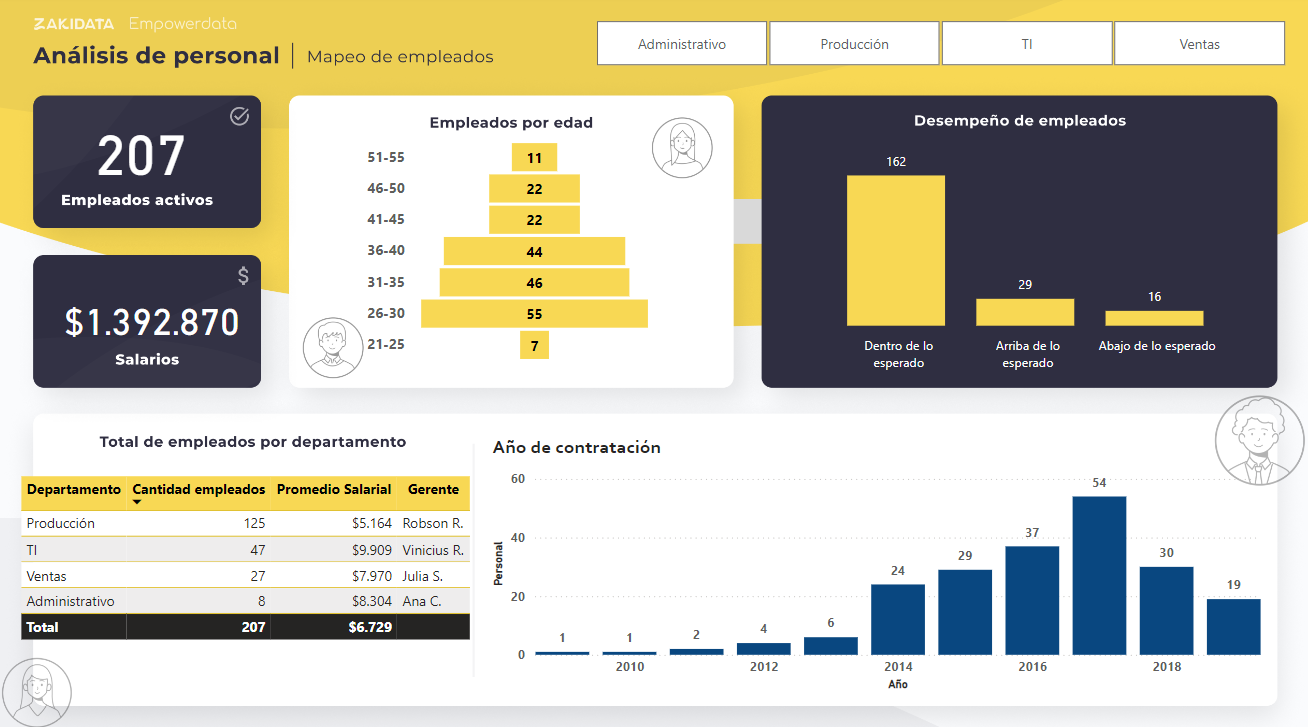 ZAKIDATA Empowerdata
Análisis de personal | Mapeo de empleados
Administrativo
Producción
TI
Ventas
207
Empleados activos
$
$1.392.870
Salarios
Empleados por edad
51-55 11
46-50 22
41-45 22
36-40 44
31-35 46
26-30 55
21-25 7
Desempeño de empleados
162
29
16
Dentro de lo
esperado
Arriba de lo
esperado
Abajo de lo esperado
Total de empleados por departamento
Departamento Cantidad empleados Promedio Salarial Gerente
Producción 125 $5.164 Robson R.
TI 47 $9.909 Vinicius R.
Ventas 27 $7.970 Julia S.
Administrativo 8 $8.304 Ana C.
Total 207 $6.729
Año de contratación
Personal
60
40
20
0
1 1 2 4 6 24 29 37 54 30 19
2010 2012 2014 2016 2018
Año